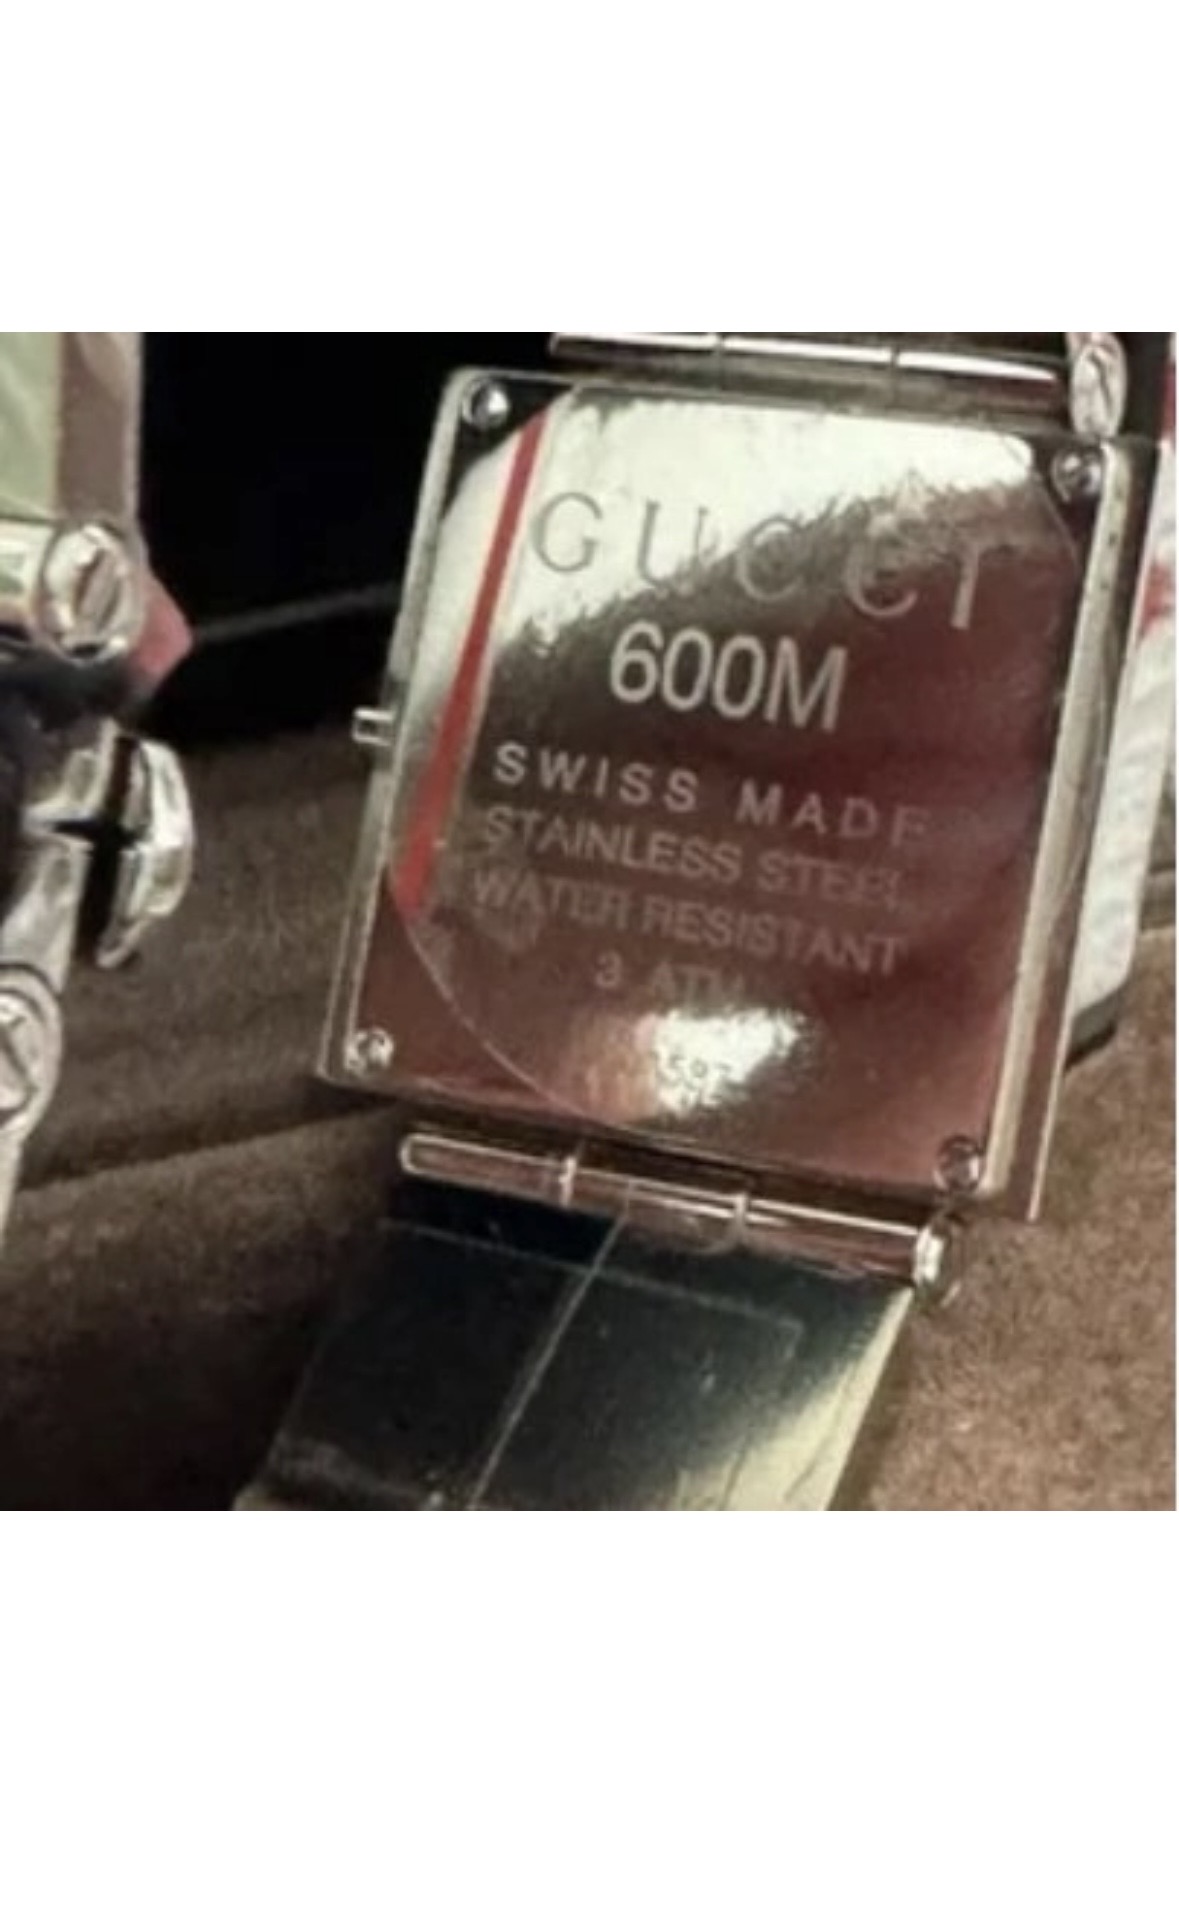 GUCCI
600M
SWISS MADE
STAINLESS STEEL
WATER RESISTANT
3 ATM